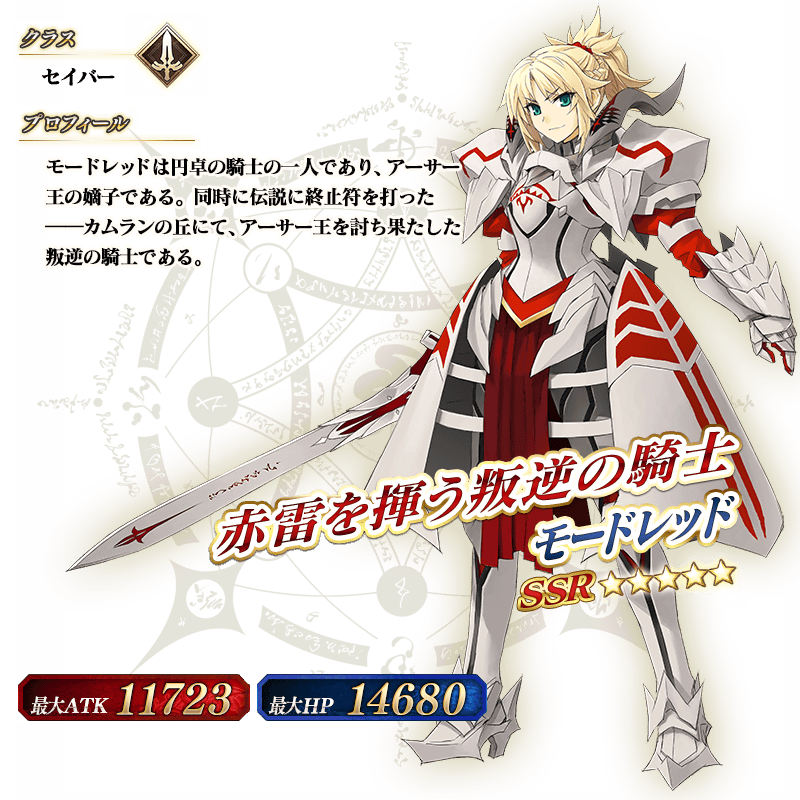 クラス
セイバー
プロフィール
モードレッドは円卓の騎士の一人であり、アーサー
王の嫡子である。同時に伝説に終止符を打った
――カムランの丘にて、アーサー王を討ち果たした
叛逆の騎士である。
赤雷を揮う叛逆の騎士
モードレッド
SSR ☆☆☆☆☆
最大ATK 11723
最大HP 14680